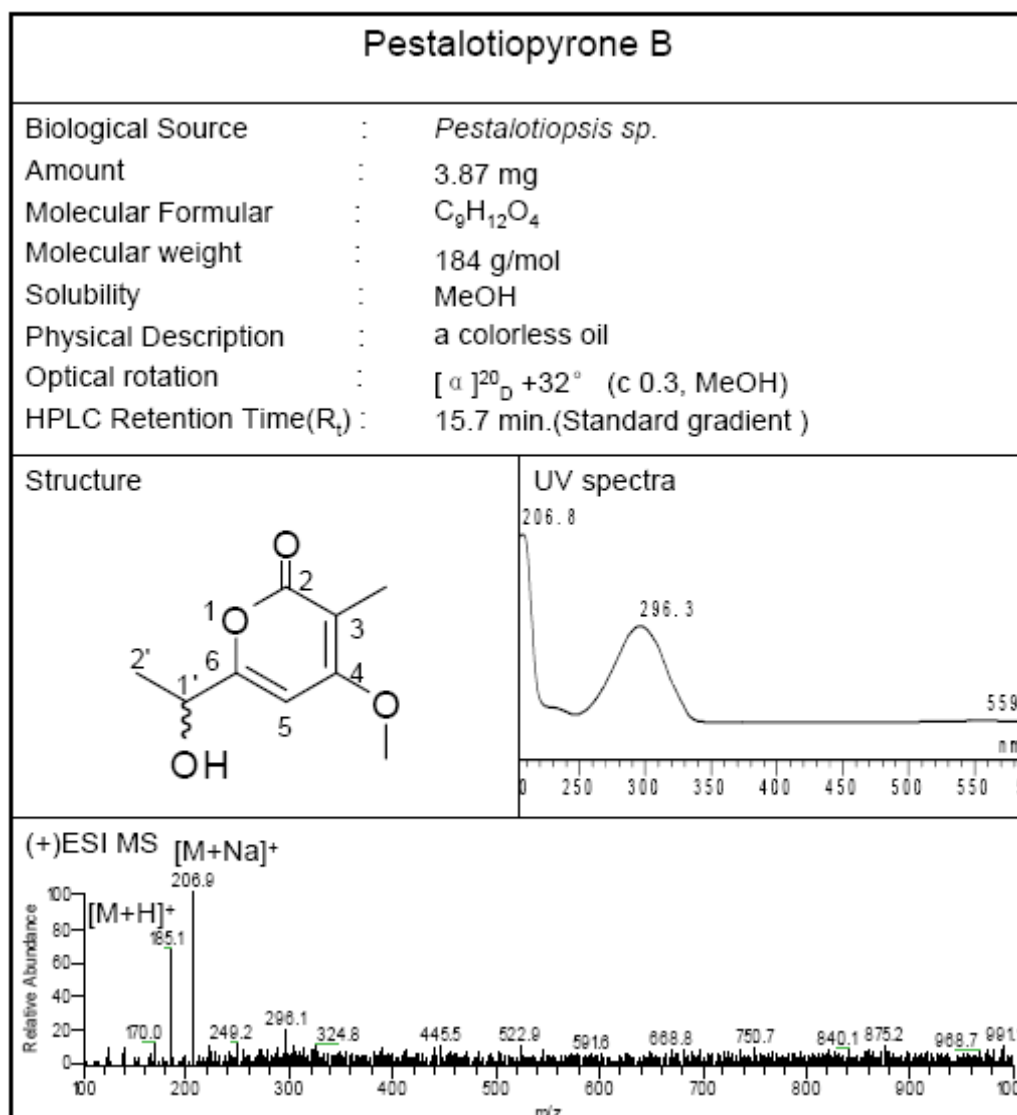 Pestalotiopyrone B
Biological Source : Pestalotiopsis sp.
Amount : 3.87 mg
Molecular Formular : C₉H₁₂O₄
Molecular weight : 184 g/mol
Solubility : MeOH
Physical Description : a colorless oil
Optical rotation : [α]²⁰D +32° (c 0.3, MeOH)
HPLC Retention Time(Rt) : 15.7 min.(Standard gradient )
Structure
O
2
1 O
3
2'
1'
6
4
5
O
OH
UV spectra
206.8
296.3
559
nm
250 300 350 400 450 500 550
(+)ESI MS [M+Na]⁺
206.9
[M+H]⁺
185.1
170.0 249.2 296.1 324.8 445.5 522.9 591.6 668.8 750.7 840.1 875.2 968.7 991.
Relative Abundance
100
80
60
40
20
0
100 200 300 400 500 600 700 800 900 100
m/z